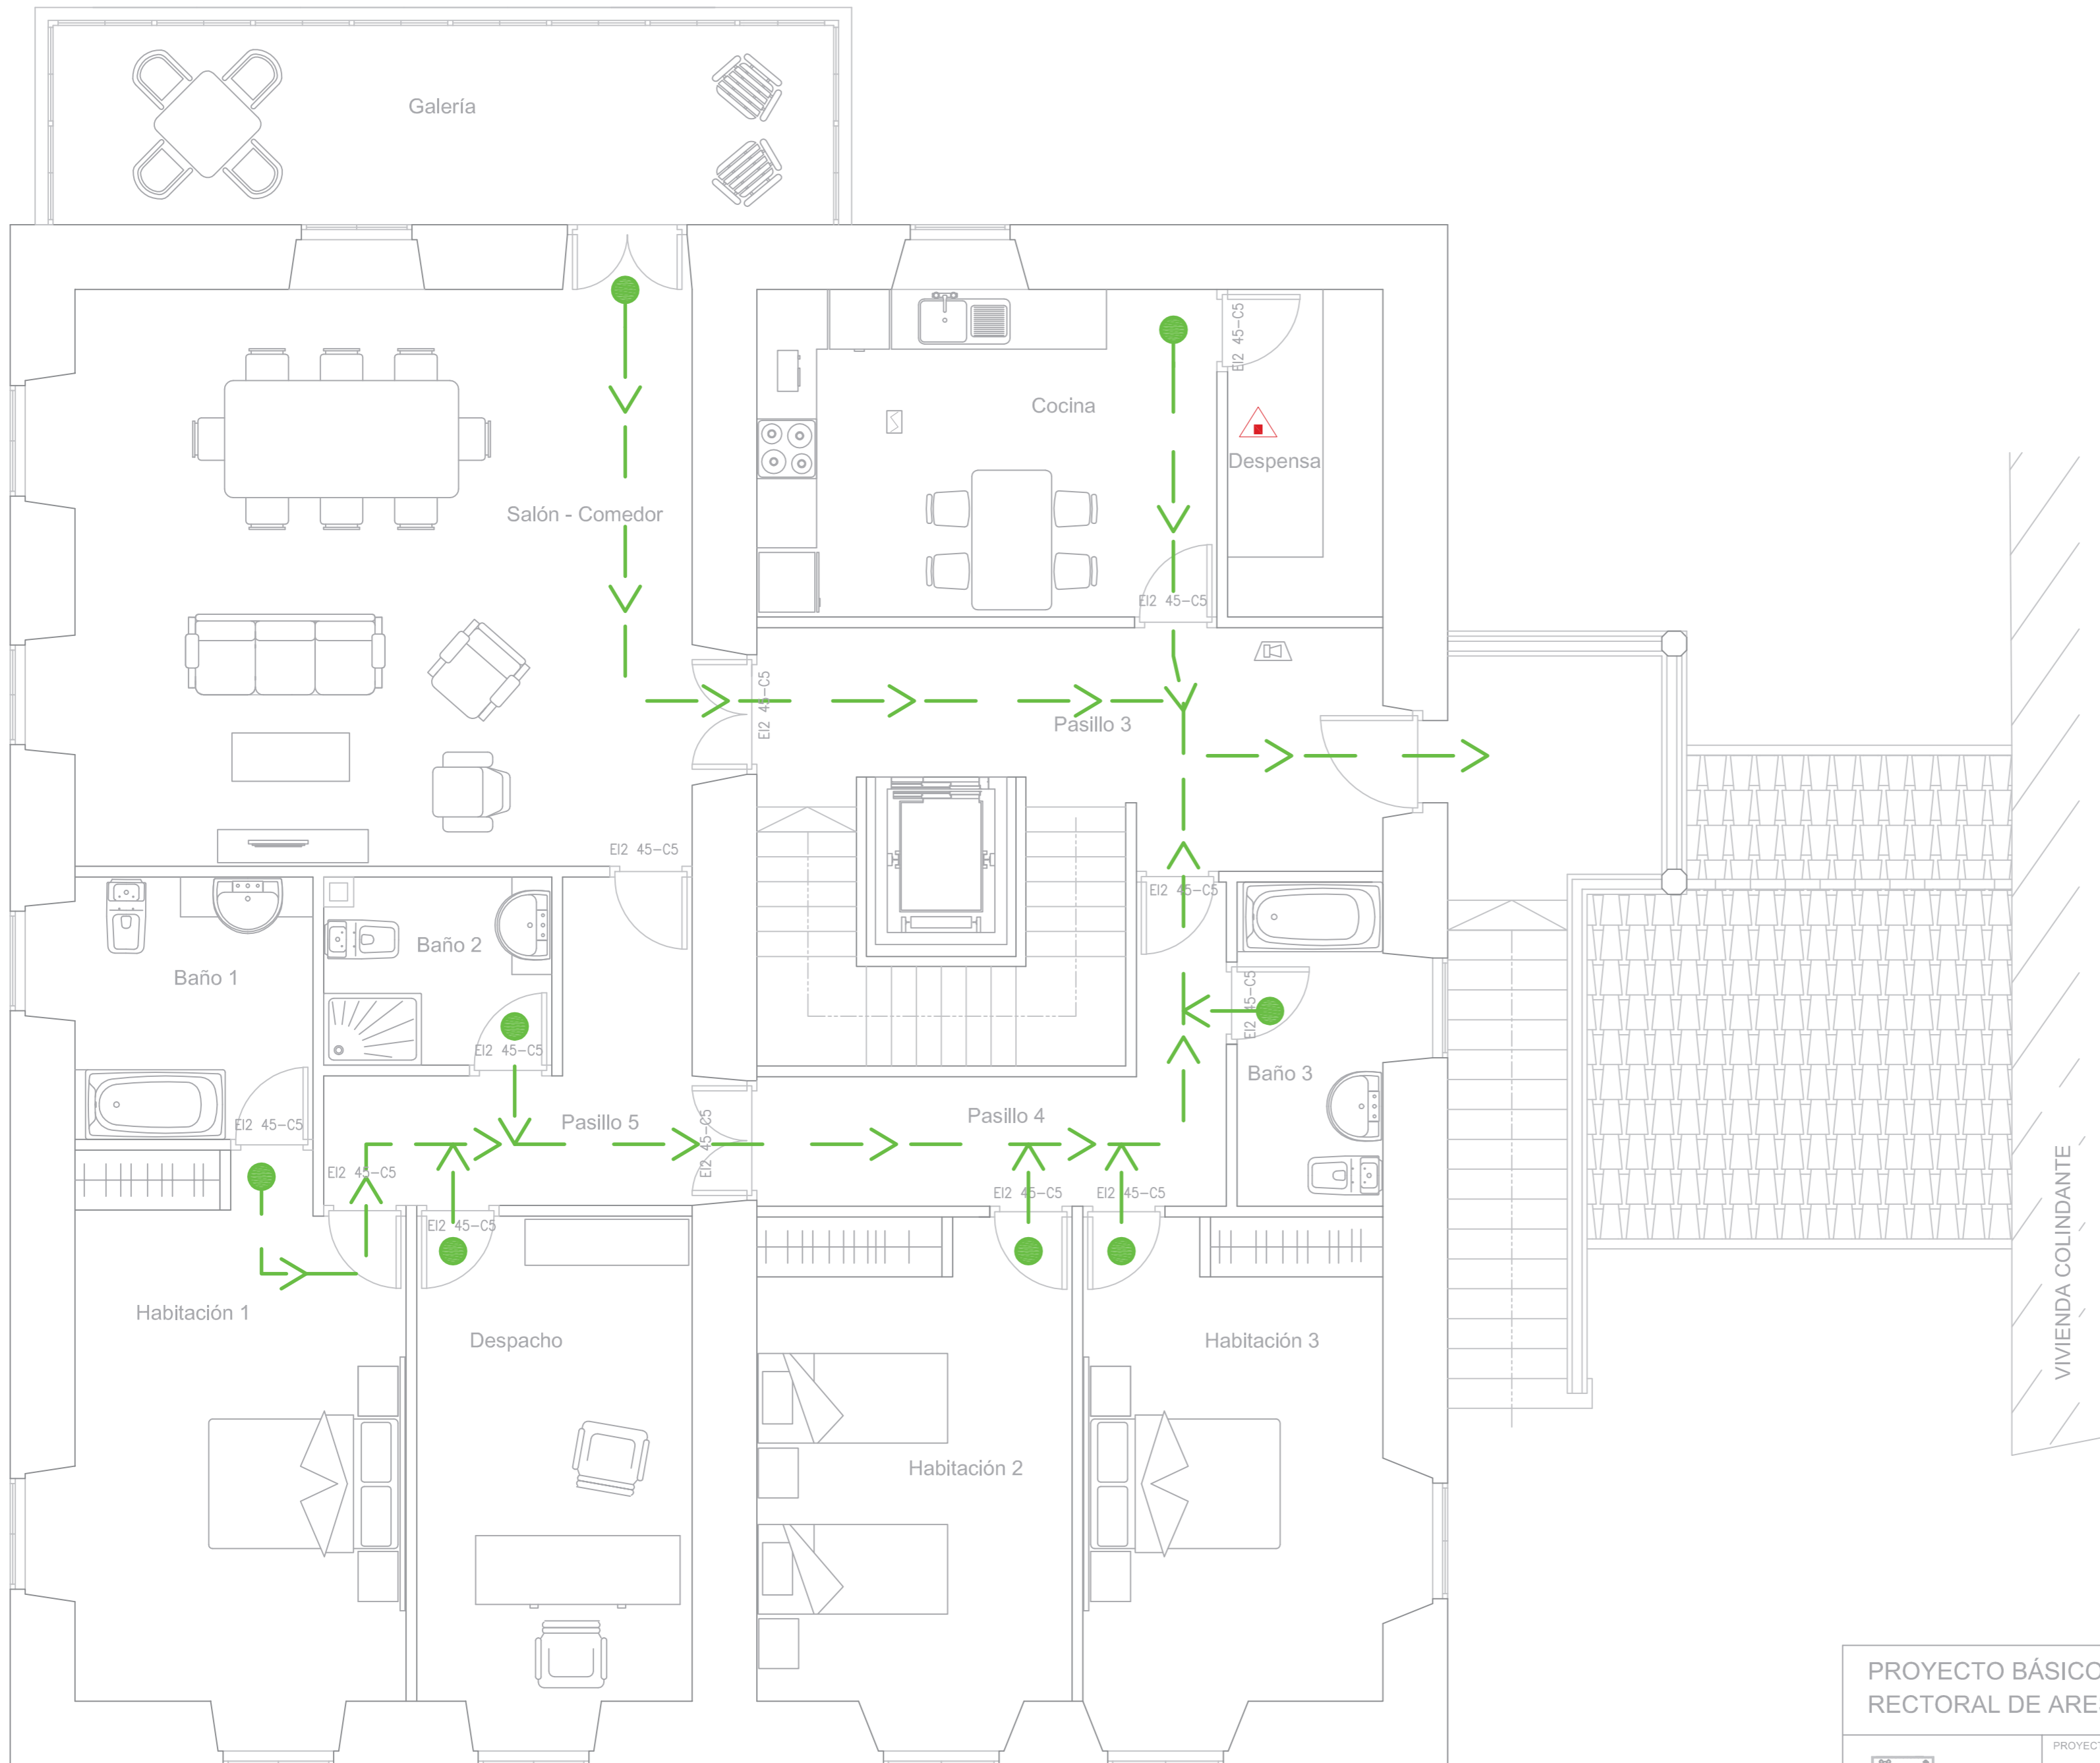 Galería
EI2 45-C5
Cocina
Despensa
Salón - Comedor
EI2 45-C5
EI2 45-C5
Pasillo 3
EI2 45-C5
EI2 45-C5
Baño 2
Baño 1
EI2 45-C5
EI2 45-C5
Baño 3
Pasillo 4
Pasillo 5
EI2 45-C5
EI2 45-C5
EI2 45-C5
EI2 45-C5
EI2 45-C5
EI2 45-C5
Habitación 1
Despacho
Habitación 3
VIVIENDA COLINDANTE
Habitación 2
PROYECTO BÁSICO
RECTORAL DE ARE
PROYEC